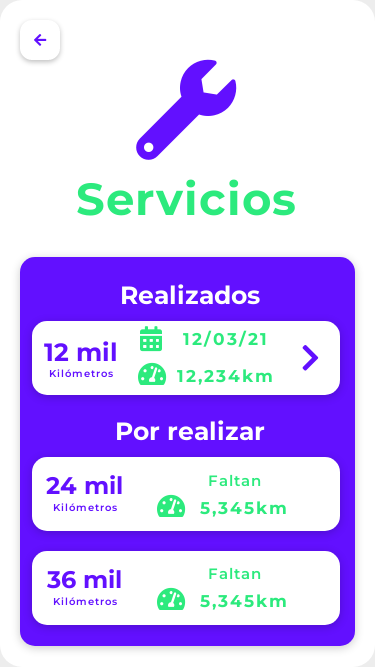 Servicios
Realizados
12 mil
Kilómetros
12/03/21
12,234km
Por realizar
24 mil
Kilómetros
Faltan
5,345km
36 mil
Kilómetros
Faltan
5,345km